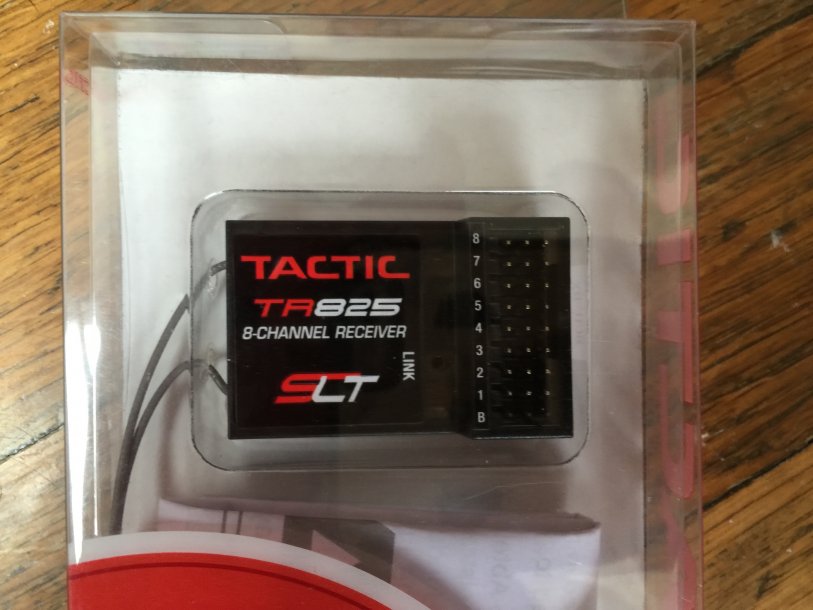 TACTIC
TR825
8-CHANNEL RECEIVER
LINK
SLT
8
7
6
5
4
3
2
1
B